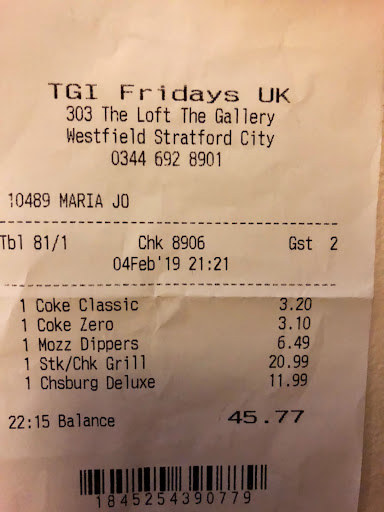 TGI Fridays UK
303 The Loft The Gallery
Westfield Stratford City
0344 692 8901
10489 MARIA JO
Tbl 81/1 Chk 8906 Gst 2
04Feb'19 21:21
1 Coke Classic 3.20
1 Coke Zero 3.10
1 Mozz Dippers 6.49
1 Stk/Chk Grill 20.99
1 Chsburg Deluxe 11.99
22:15 Balance 45.77
1845254390779